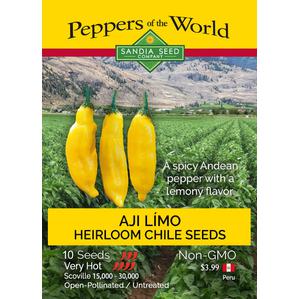 Peppers of the World
SANDIA SEED
COMPANY
A spicy Andean
pepper with a
lemony flavor
AJI LÍMO
HEIRLOOM CHILE SEEDS
10 Seeds
Very Hot
Scoville 15,000 - 30,000
Open-Pollinated / Untreated
Non-GMO
$3.99
Peru